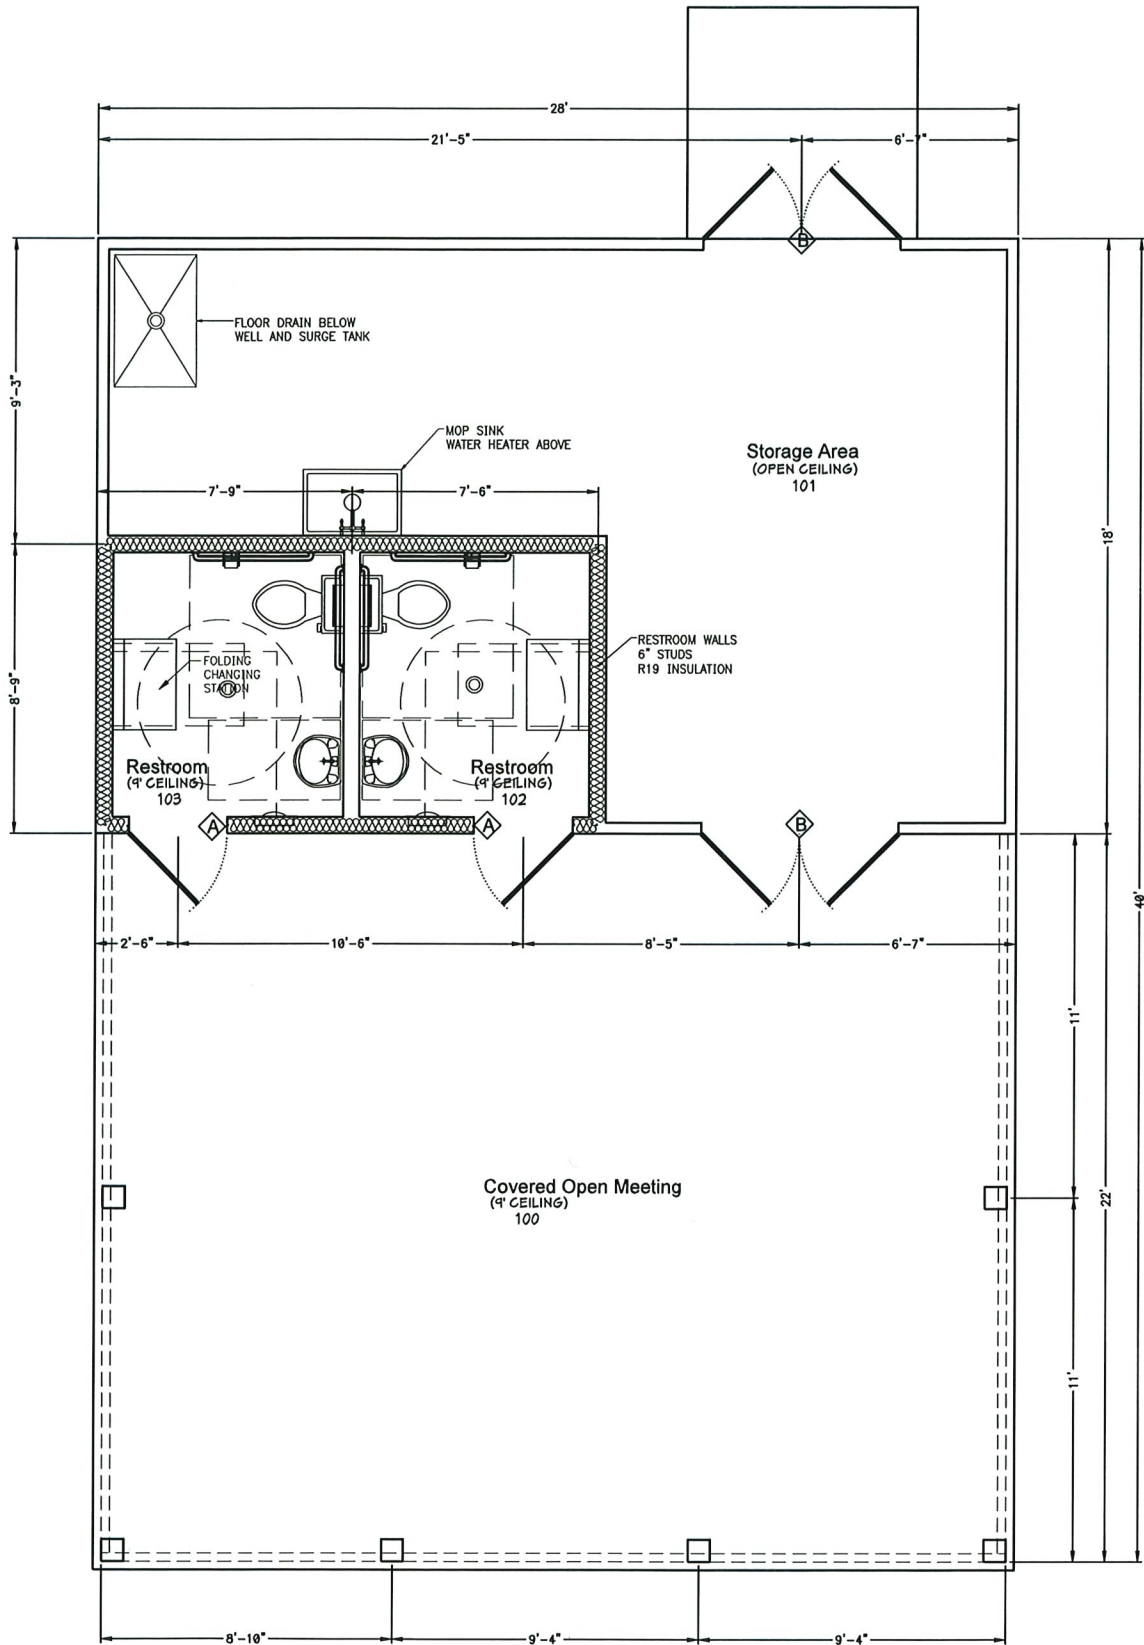 28'
21'-5"
6'-7"
B
FLOOR DRAIN BELOW
WELL AND SURGE TANK
9'-3"
MOP SINK
WATER HEATER ABOVE
Storage Area
(OPEN CEILING)
101
7'-9"
7'-6"
18'
RESTROOM WALLS
6" STUDS
R19 INSULATION
FOLDING
CHANGING
STATION
8'-9"
Restroom
(9' CEILING)
103
Restroom
(9' CEILING)
102
A
A
B
40'
2'-6"
10'-6"
8'-5"
6'-7"
11'
Covered Open Meeting
(9' CEILING)
100
22'
11'
8'-10"
9'-4"
9'-4"